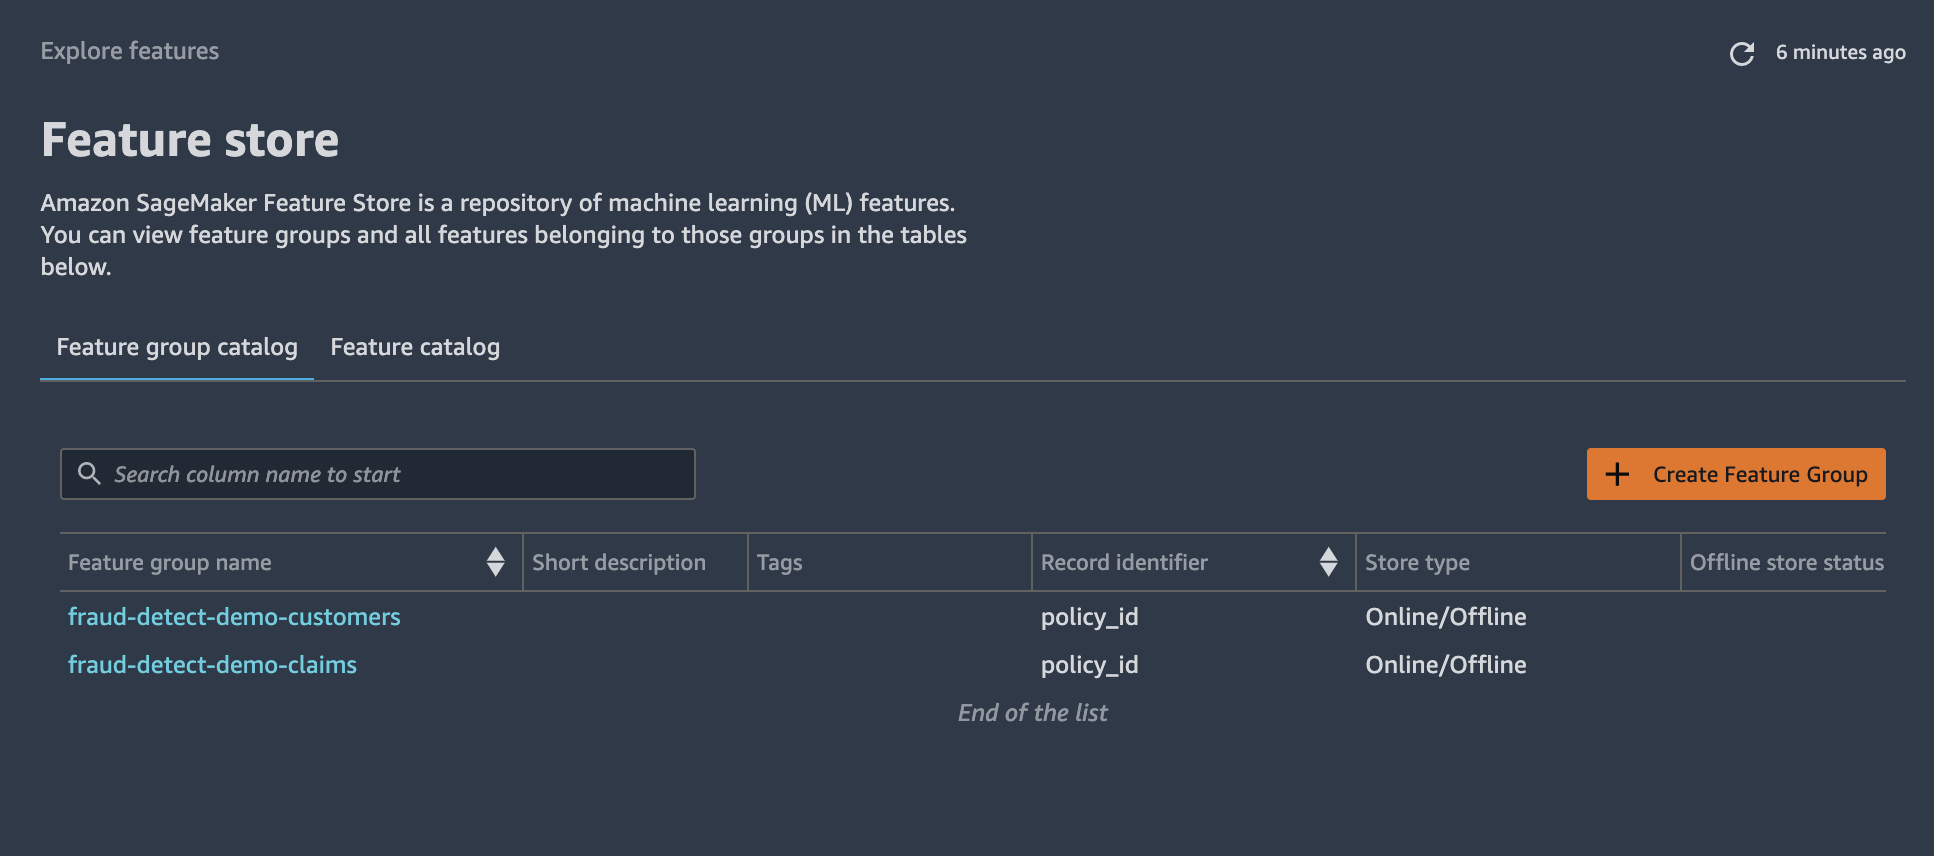 Explore features
6 minutes ago
Feature store
Amazon SageMaker Feature Store is a repository of machine learning (ML) features.
You can view feature groups and all features belonging to those groups in the tables
below.
Feature group catalog Feature catalog
Search column name to start
Create Feature Group
Feature group name Short description Tags Record identifier Store type Offline store status
fraud-detect-demo-customers policy_id Online/Offline
fraud-detect-demo-claims policy_id Online/Offline
End of the list